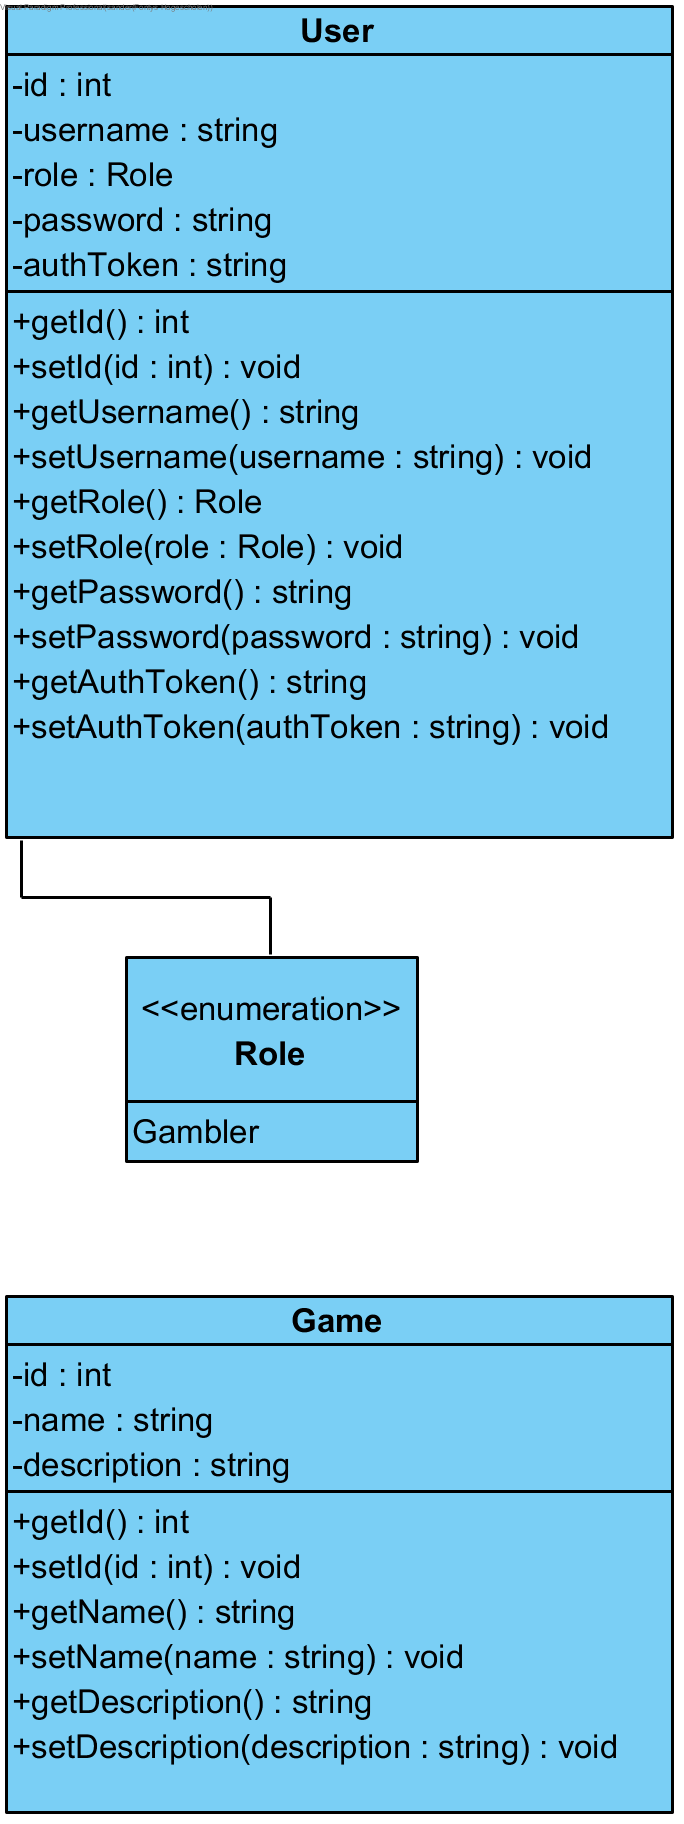 User
-id : int
-username : string
-role : Role
-password : string
-authToken : string
+getId() : int
+setId(id : int) : void
+getUsername() : string
+setUsername(username : string) : void
+getRole() : Role
+setRole(role : Role) : void
+getPassword() : string
+setPassword(password : string) : void
+getAuthToken() : string
+setAuthToken(authToken : string) : void
<<enumeration>>
Role
Gambler
Game
-id : int
-name : string
-description : string
+getId() : int
+setId(id : int) : void
+getName() : string
+setName(name : string) : void
+getDescription() : string
+setDescription(description : string) : void